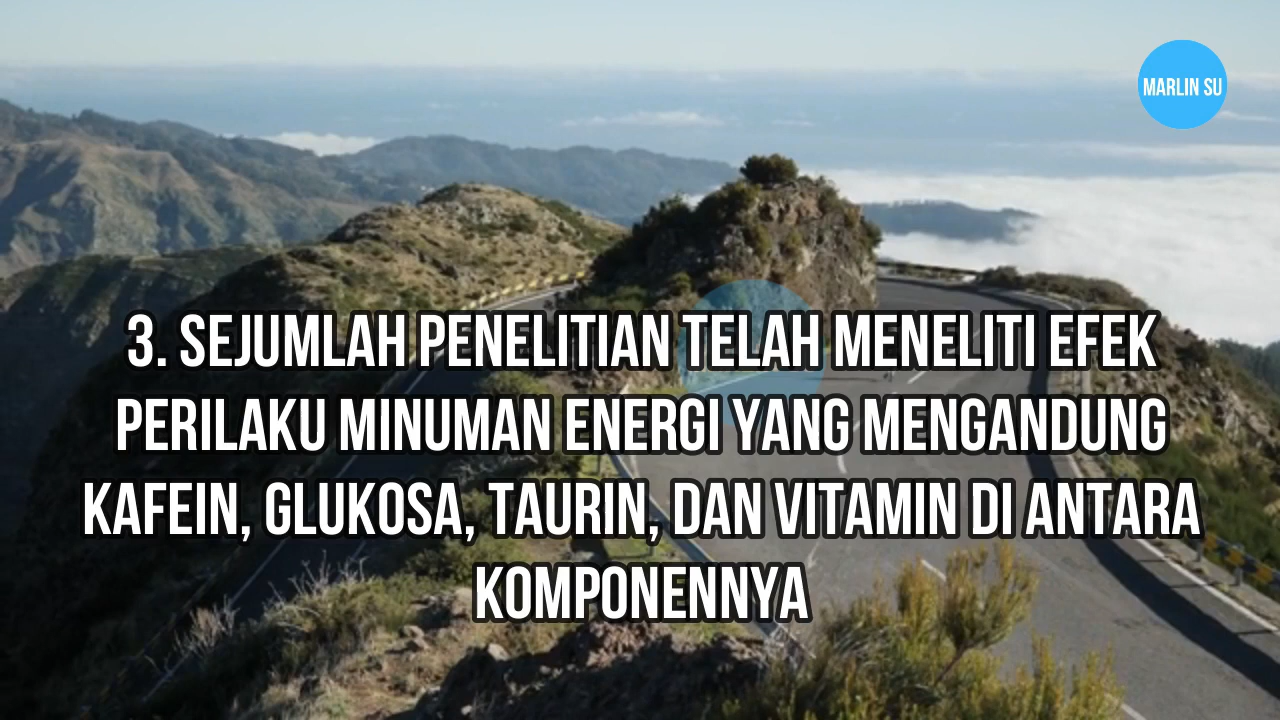 MARLIN SU
3. SEJUMLAH PENELITIAN TELAH MENELITI EFEK
PERILAKU MINUMAN ENERGI YANG MENGANDUNG
KAFEIN, GLUKOSA, TAURIN, DAN VITAMIN DI ANTARA
KOMPONENNYA